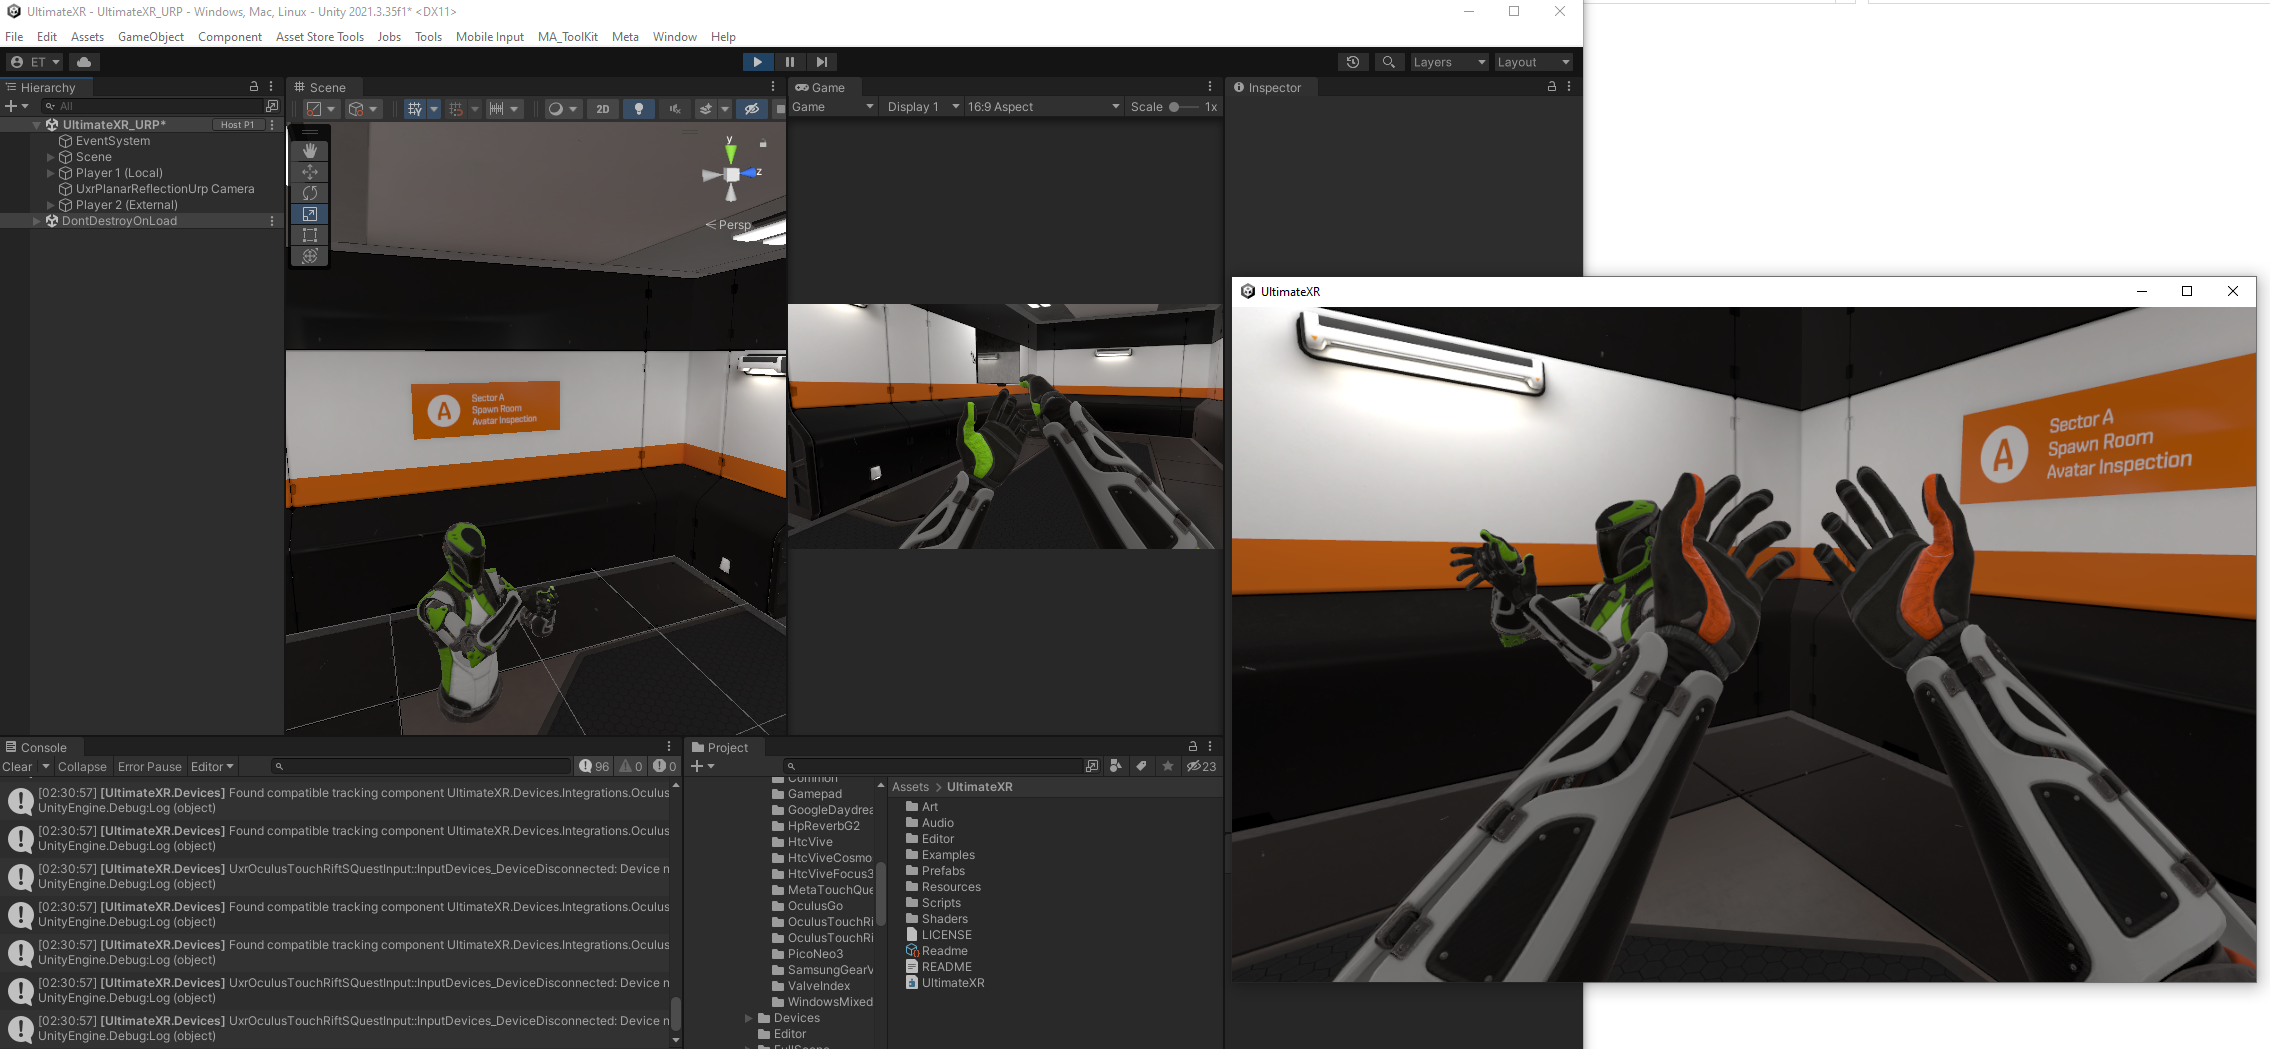 UltimateXR - UltimateXR_URP - Windows, Mac, Linux - Unity 2021.3.35f1* <DX11>
File Edit Assets GameObject Component Asset Store Tools Jobs Tools Mobile Input MA_ToolKit Meta Window Help
ET
Layers
Layout
Hierarchy
All
UltimateXR_URP*
Host P1
EventSystem
Scene
Player 1 (Local)
UxrPlanarReflectionUrp Camera
Player 2 (External)
DontDestroyOnLoad
Scene
2D
y
z
Persp
A
Sector A
Spawn Room
Avatar Inspection
Game
Game
Display 1
16:9 Aspect
Scale
1x
Inspector
UltimateXR
A
Sector A
Spawn Room
Avatar Inspection
Console
Clear
Collapse
Error Pause
Editor
96
0
0
[02:30:57] [UltimateXR.Devices] Found compatible tracking component UltimateXR.Devices.Integrations.Oculus
UnityEngine.Debug:Log (object)
[02:30:57] [UltimateXR.Devices] Found compatible tracking component UltimateXR.Devices.Integrations.Oculus
UnityEngine.Debug:Log (object)
[02:30:57] [UltimateXR.Devices] UxrOculusTouchRiftSQuestInput::InputDevices_DeviceDisconnected: Device n
UnityEngine.Debug:Log (object)
[02:30:57] [UltimateXR.Devices] Found compatible tracking component UltimateXR.Devices.Integrations.Oculus
UnityEngine.Debug:Log (object)
[02:30:57] [UltimateXR.Devices] Found compatible tracking component UltimateXR.Devices.Integrations.Oculus
UnityEngine.Debug:Log (object)
[02:30:57] [UltimateXR.Devices] UxrOculusTouchRiftSQuestInput::InputDevices_DeviceDisconnected: Device n
UnityEngine.Debug:Log (object)
[02:30:57] [UltimateXR.Devices] UxrOculusTouchRiftSQuestInput::InputDevices_DeviceDisconnected: Device n
UnityEngine.Debug:Log (object)
Project
23
Common
Gamepad
GoogleDaydrea
HpReverbG2
HtcVive
HtcViveCosmo
HtcViveFocus3
MetaTouchQue
OculusGo
OculusTouchRi
OculusTouchRi
PicoNeo3
SamsungGearV
ValveIndex
WindowsMixed
Devices
Editor
FullScene
Assets > UltimateXR
Art
Audio
Editor
Examples
Prefabs
Resources
Scripts
Shaders
LICENSE
Readme
README
UltimateXR